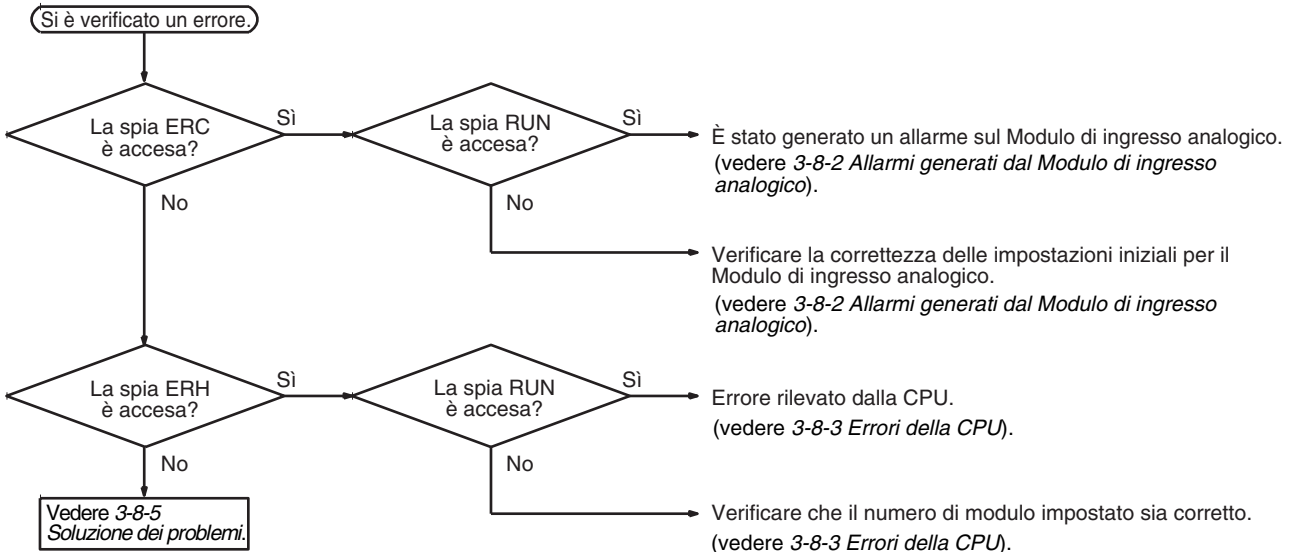 Si è verificato un errore.
La spia ERC
è accesa?
Sì
La spia RUN
è accesa?
Sì
È stato generato un allarme sul Modulo di ingresso analogico.
(vedere 3-8-2 Allarmi generati dal Modulo di ingresso
analogico).
No
No
Verificare la correttezza delle impostazioni iniziali per il
Modulo di ingresso analogico.
(vedere 3-8-2 Allarmi generati dal Modulo di ingresso
analogico).
La spia ERH
è accesa?
Sì
La spia RUN
è accesa?
Sì
Errore rilevato dalla CPU.
(vedere 3-8-3 Errori della CPU).
No
No
Vedere 3-8-5
Soluzione dei problemi.
Verificare che il numero di modulo impostato sia corretto.
(vedere 3-8-3 Errori della CPU).